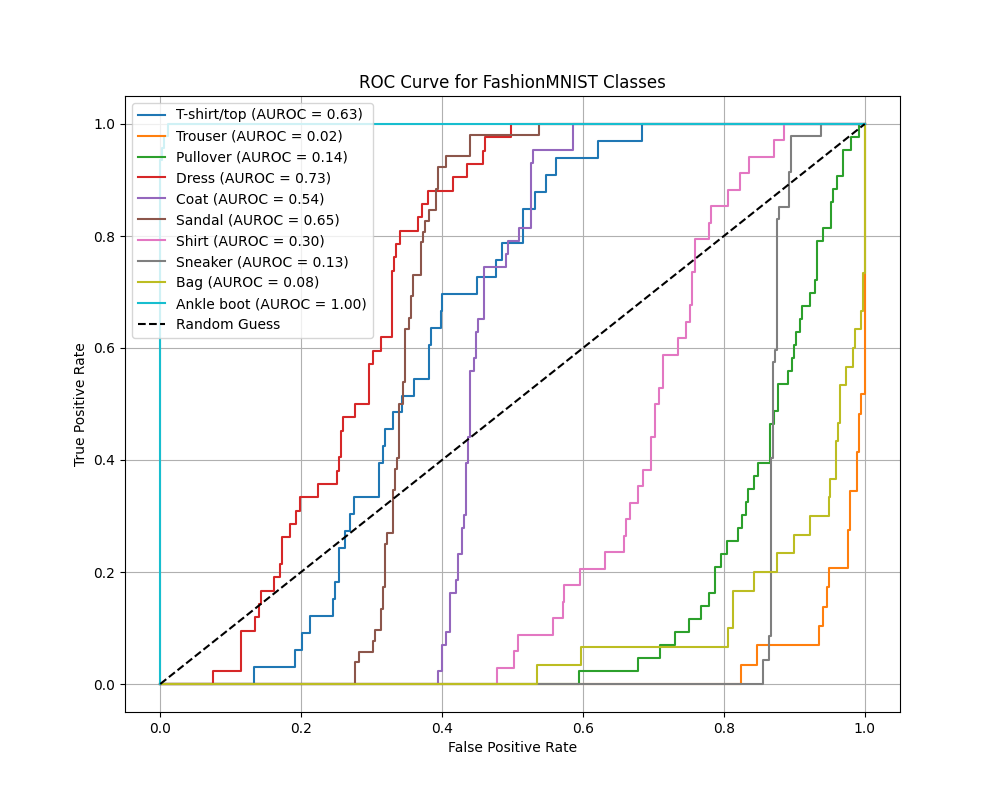 ROC Curve for FashionMNIST Classes
T-shirt/top (AUROC = 0.63)
Trouser (AUROC = 0.02)
Pullover (AUROC = 0.14)
Dress (AUROC = 0.73)
Coat (AUROC = 0.54)
Sandal (AUROC = 0.65)
Shirt (AUROC = 0.30)
Sneaker (AUROC = 0.13)
Bag (AUROC = 0.08)
Ankle boot (AUROC = 1.00)
Random Guess
True Positive Rate
1.0
0.8
0.6
0.4
0.2
0.0
0.0 0.2 0.4 0.6 0.8 1.0
False Positive Rate